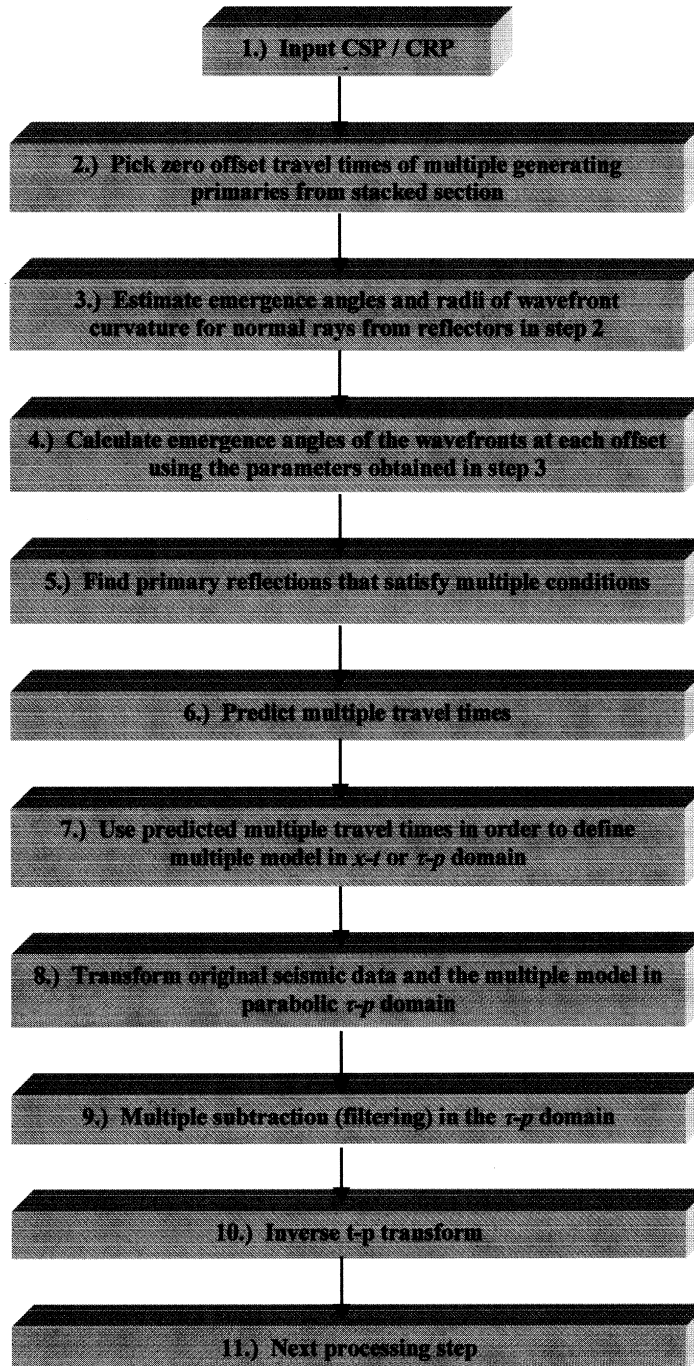 1.) Input CSP / CRP
2.) Pick zero offset travel times of multiple generating
primaries from stacked section
3.) Estimate emergence angles and radii of wavefront
curvature for normal rays from reflectors in step 2
4.) Calculate emergence angles of the wavefronts at each offset
using the parameters obtained in step 3
5.) Find primary reflections that satisfy multiple conditions
6.) Predict multiple travel times
7.) Use predicted multiple travel times in order to define
multiple model in x-t or τ-p domain
8.) Transform original seismic data and the multiple model in
parabolic τ-p domain
9.) Multiple subtraction (filtering) in the τ-p domain
10.) Inverse t-p transform
11.) Next processing step